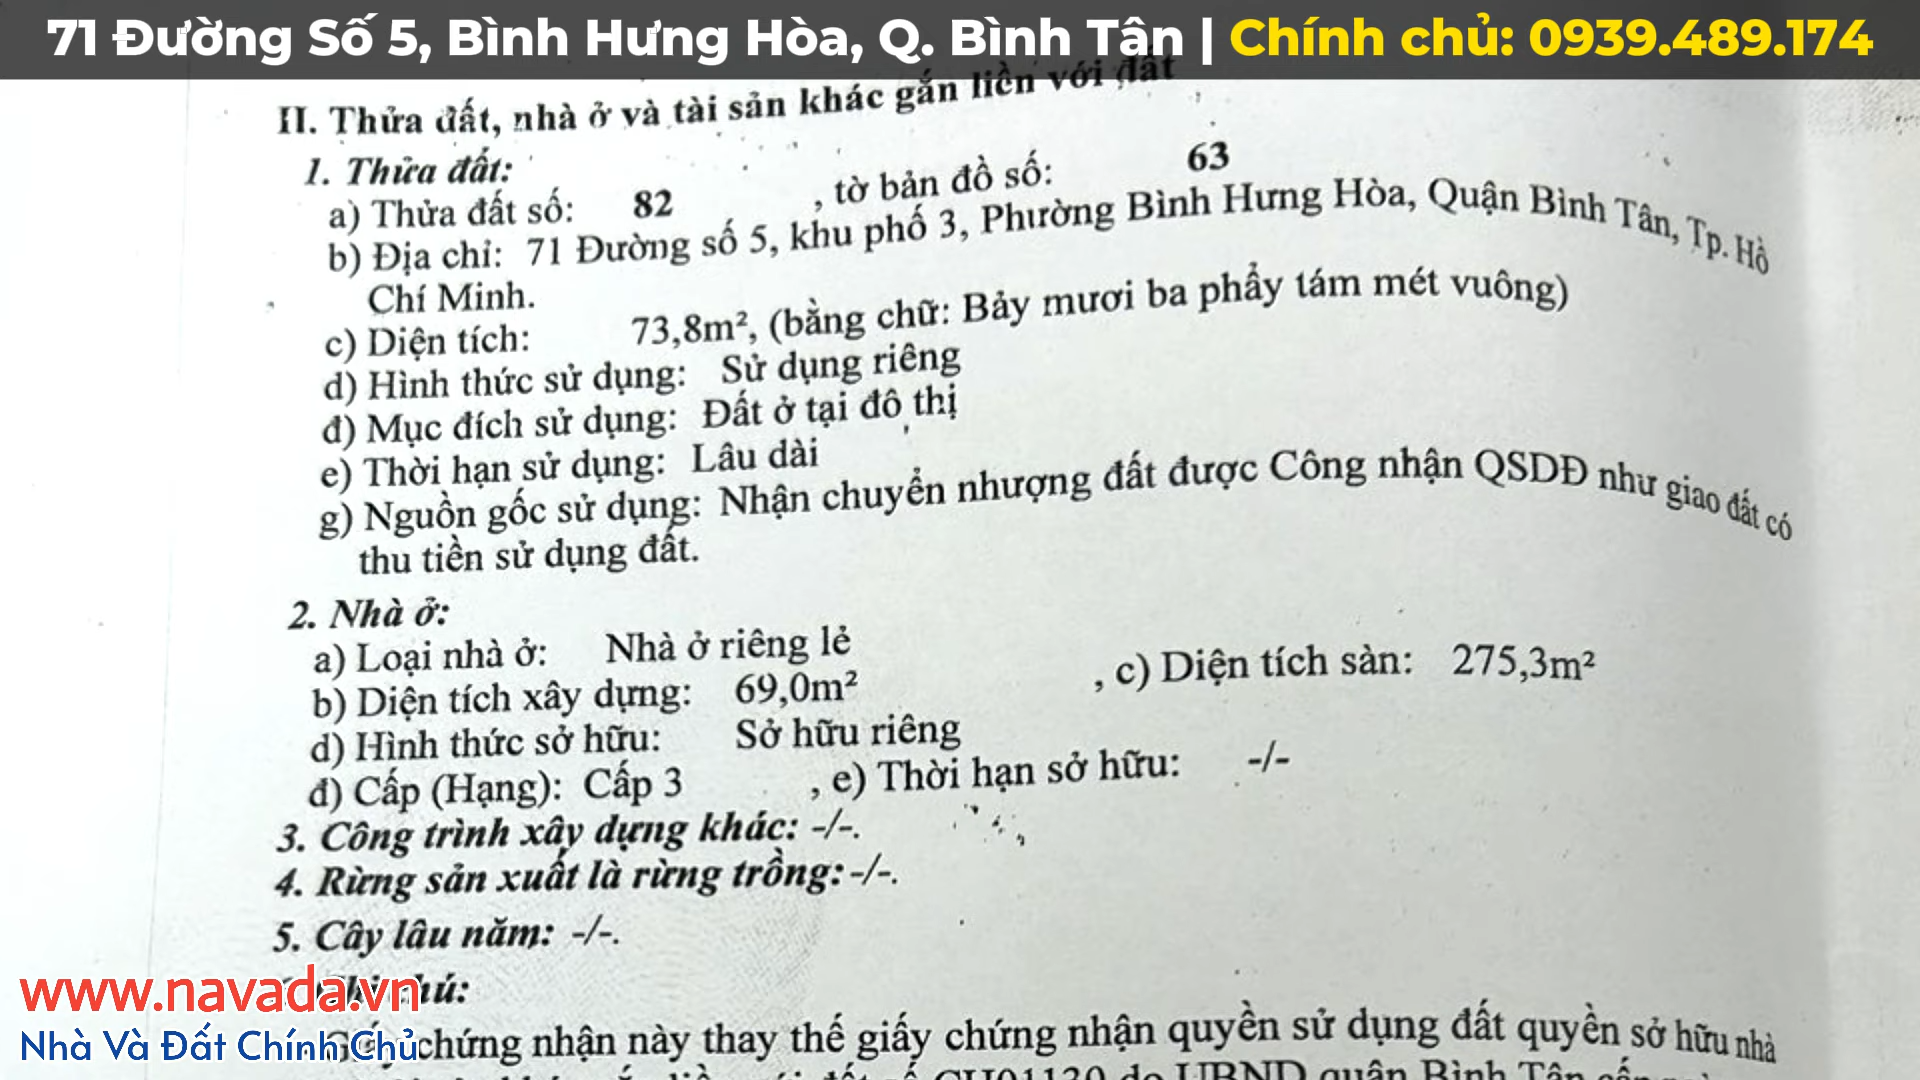 71 Đường Số 5, Bình Hưng Hòa, Q. Bình Tân | Chính chủ: 0939.489.174
II. Thửa đất, nhà ở và tài sản khác gắn liền với đất
1. Thửa đất:
a) Thửa đất số: 82 , tờ bản đồ số: 63
b) Địa chỉ: 71 Đường số 5, khu phố 3, Phường Bình Hưng Hòa, Quận Bình Tân, Tp. Hồ
Chí Minh.
c) Diện tích: 73,8m², (bằng chữ: Bảy mươi ba phẩy tám mét vuông)
d) Hình thức sử dụng: Sử dụng riêng
đ) Mục đích sử dụng: Đất ở tại đô thị
e) Thời hạn sử dụng: Lâu dài
g) Nguồn gốc sử dụng: Nhận chuyển nhượng đất được Công nhận QSDĐ như giao đất có
thu tiền sử dụng đất.
2. Nhà ở:
a) Loại nhà ở: Nhà ở riêng lẻ
b) Diện tích xây dựng: 69,0m² , c) Diện tích sàn: 275,3m²
d) Hình thức sở hữu: Sở hữu riêng
đ) Cấp (Hạng): Cấp 3 , e) Thời hạn sở hữu: -/-
3. Công trình xây dựng khác: -/-.
4. Rừng sản xuất là rừng trồng: -/-.
5. Cây lâu năm: -/-.
www.navada.vn
Nhà Và Đất Chính Chủ
chứng nhận này thay thế giấy chứng nhận quyền sử dụng đất quyền sở hữu nhà
CH01130 do UBND quận Bình Tân cấp